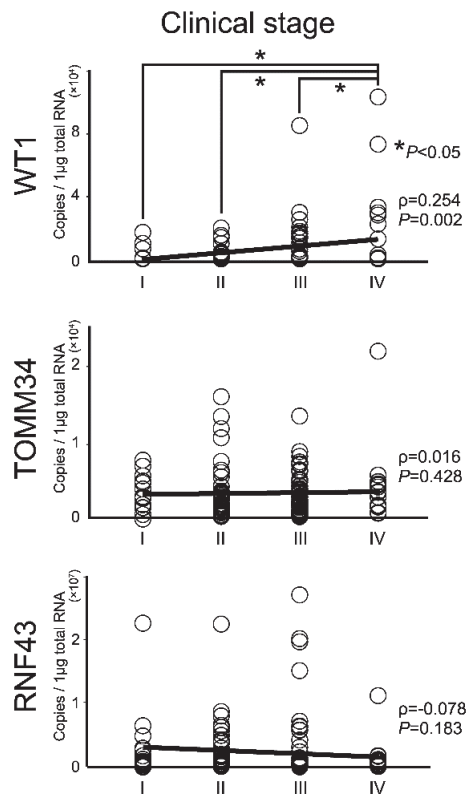 Clinical stage
WT1
Copies / 1μg total RNA
(×10⁴)
8
4
0
I II III IV
*
*
*
*P<0.05
ρ=0.254
P=0.002
TOMM34
Copies / 1μg total RNA
(×10⁴)
2
1
0
I II III IV
ρ=0.016
P=0.428
RNF43
Copies / 1μg total RNA
(×10⁷)
2
1
0
I II III IV
ρ=-0.078
P=0.183